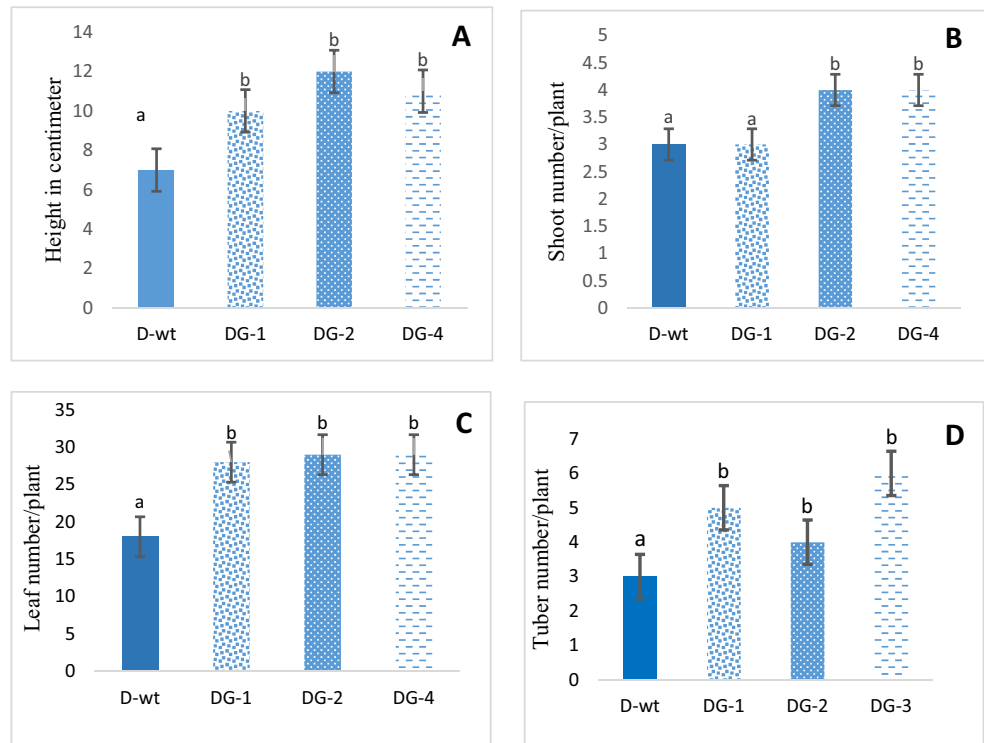 A
Height in centimeter
14
12
10
8
6
4
2
0
a
b
b
b
D-wt DG-1 DG-2 DG-4
B
Shoot number/plant
5
4.5
4
3.5
3
2.5
2
1.5
1
0.5
0
a
a
b
b
D-wt DG-1 DG-2 DG-4
C
Leaf number/plant
35
30
25
20
15
10
5
0
a
b
b
b
D-wt DG-1 DG-2 DG-4
D
Tuber number/plant
7
6
5
4
3
2
1
0
a
b
b
b
D-wt DG-1 DG-2 DG-3